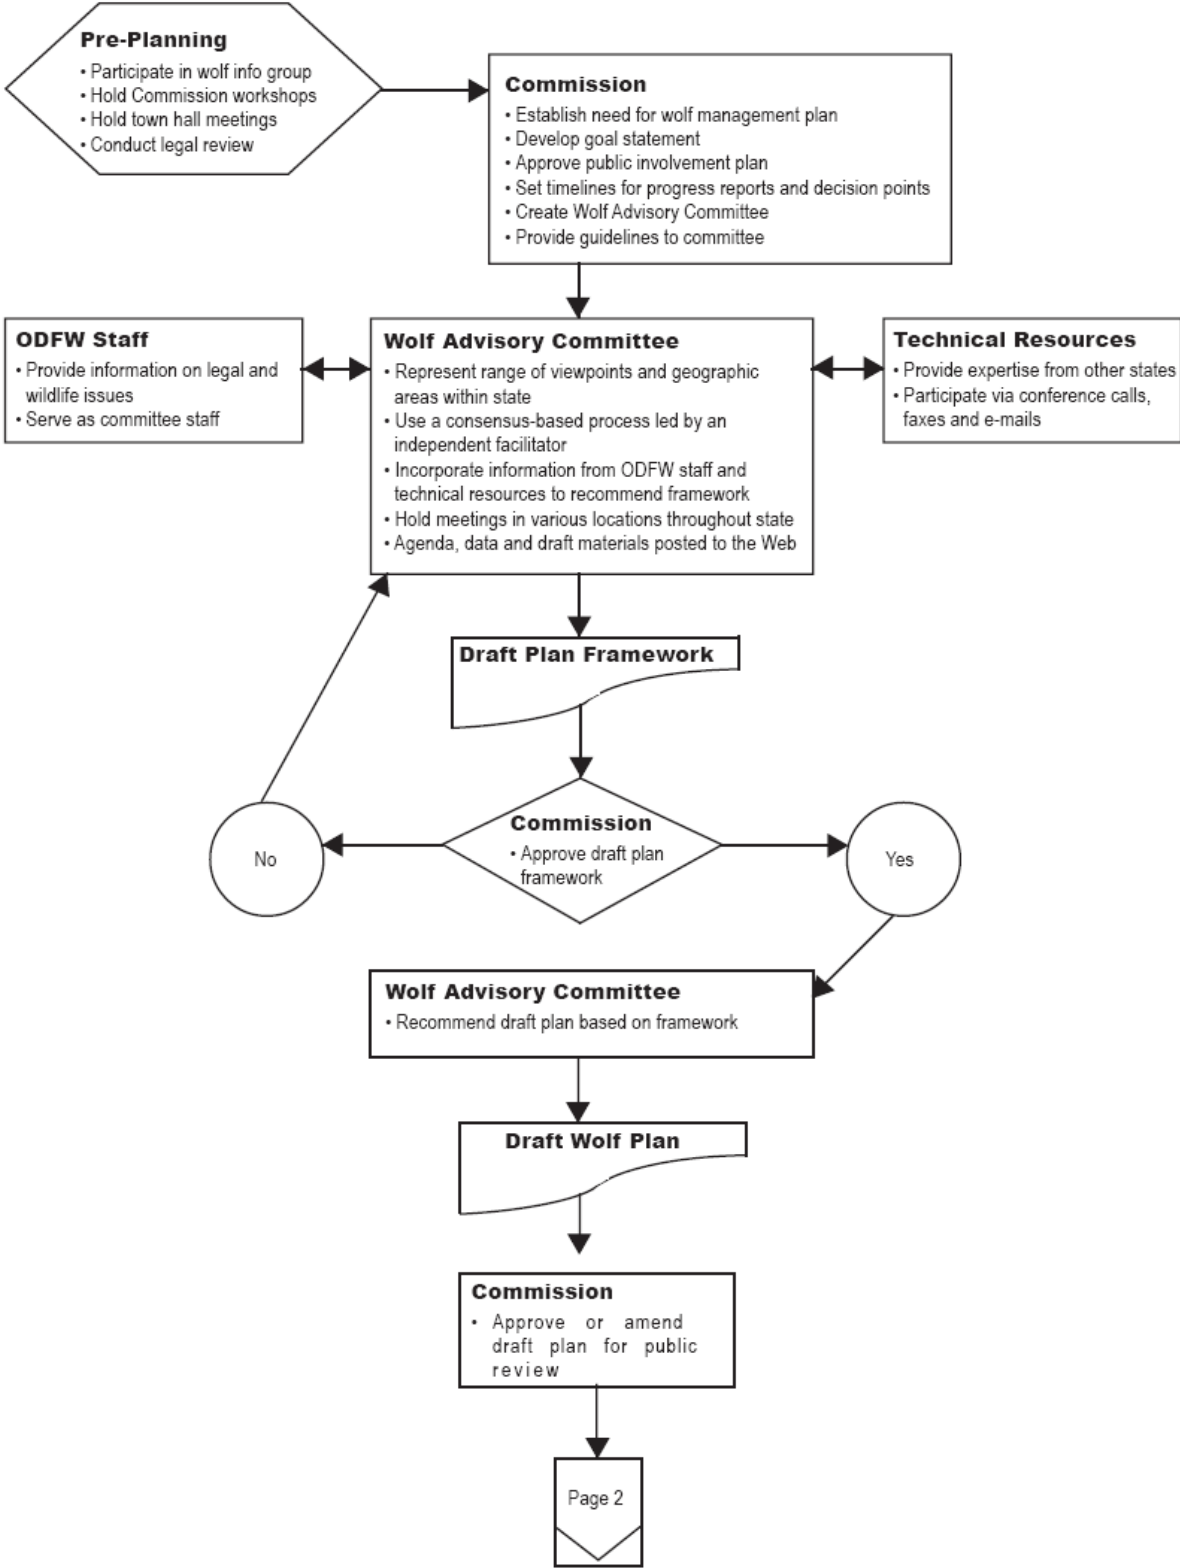 Pre-Planning
• Participate in wolf info group
• Hold Commission workshops
• Hold town hall meetings
• Conduct legal review
Commission
• Establish need for wolf management plan
• Develop goal statement
• Approve public involvement plan
• Set timelines for progress reports and decision points
• Create Wolf Advisory Committee
• Provide guidelines to committee
ODFW Staff
• Provide information on legal and
wildlife issues
• Serve as committee staff
Wolf Advisory Committee
• Represent range of viewpoints and geographic
areas within state
• Use a consensus-based process led by an
independent facilitator
• Incorporate information from ODFW staff and
technical resources to recommend framework
• Hold meetings in various locations throughout state
• Agenda, data and draft materials posted to the Web
Technical Resources
• Provide expertise from other states
• Participate via conference calls,
faxes and e-mails
Draft Plan Framework
Commission
• Approve draft plan
framework
No
Yes
Wolf Advisory Committee
• Recommend draft plan based on framework
Draft Wolf Plan
Commission
• Approve or amend
draft plan for public
review
Page 2